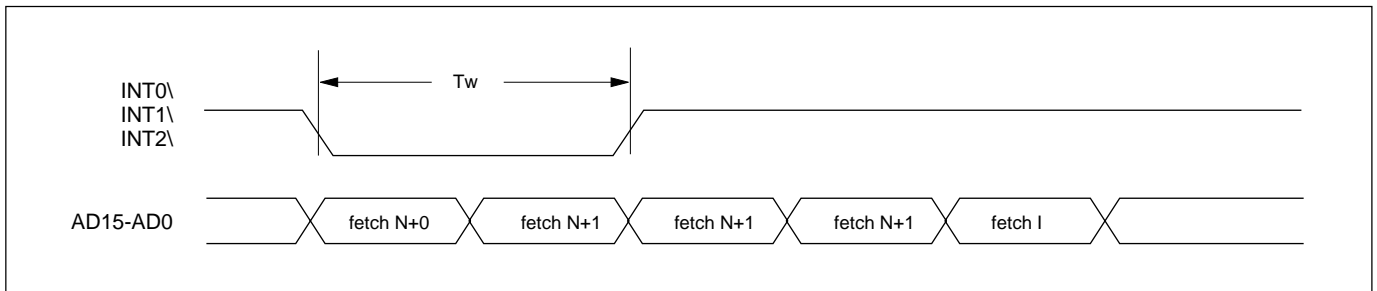 Tw
INT0\
INT1\
INT2\
AD15-AD0 fetch N+0 fetch N+1 fetch N+1 fetch N+1 fetch I